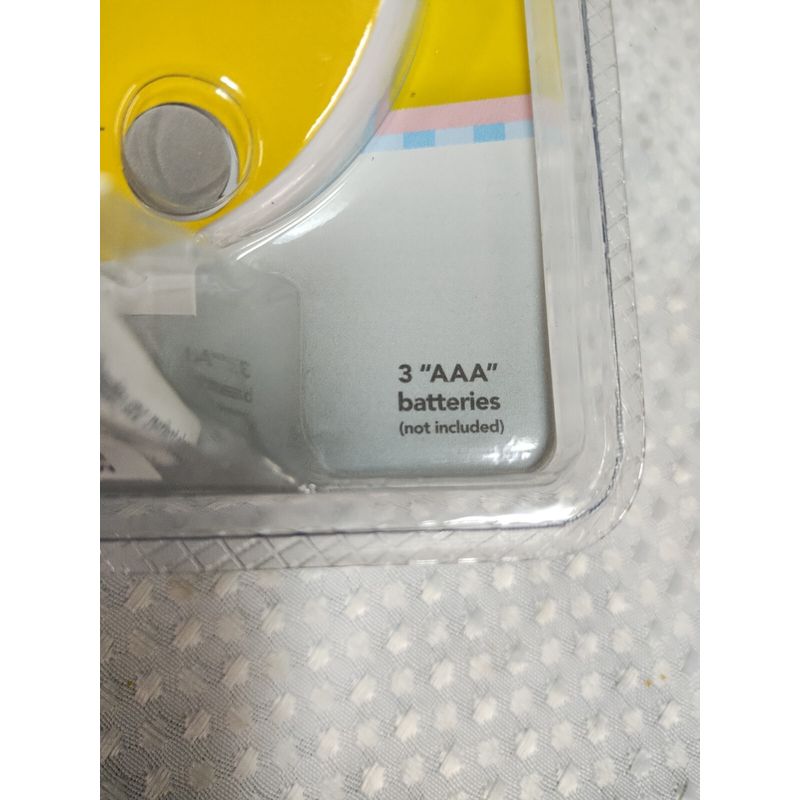 3 "AAA"
batteries
(not included)